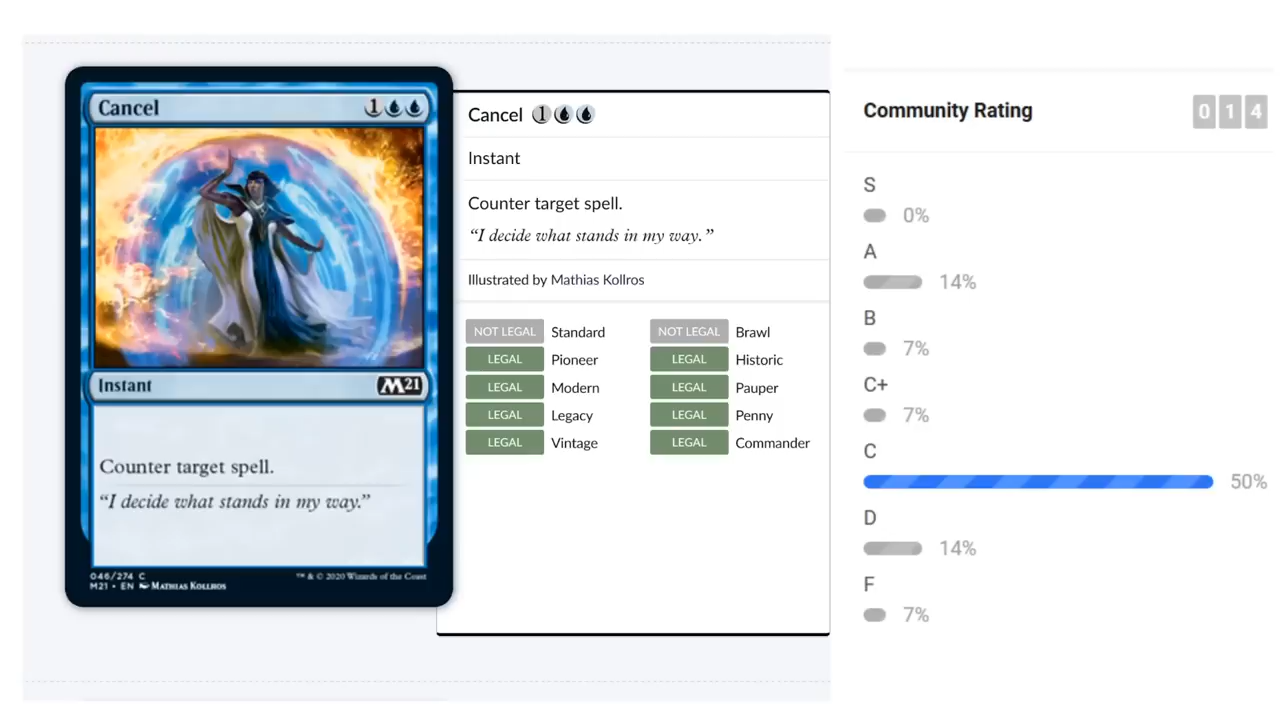 Cancel 1
Instant
M21
Counter target spell.
“I decide what stands in my way.”
046/274 C
M21 • EN MATHIAS KOLLROS
™ & © 2020 Wizards of the Coast
Cancel 1
Instant
Counter target spell.
“I decide what stands in my way.”
Illustrated by Mathias Kollros
NOT LEGAL Standard NOT LEGAL Brawl
LEGAL Pioneer LEGAL Historic
LEGAL Modern LEGAL Pauper
LEGAL Legacy LEGAL Penny
LEGAL Vintage LEGAL Commander
Community Rating 0 1 4
S
0%
A
14%
B
7%
C+
7%
C
50%
D
14%
F
7%